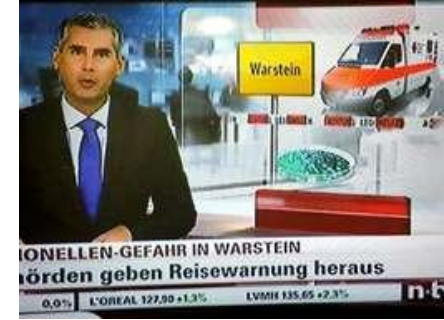 Warstein
IONELLEN-GEFAHR IN WARSTEIN
örden geben Reisewarnung heraus
0,0% L'OREAL 127,90 +1,3% LVMH 135,65 +2,3%
n-t